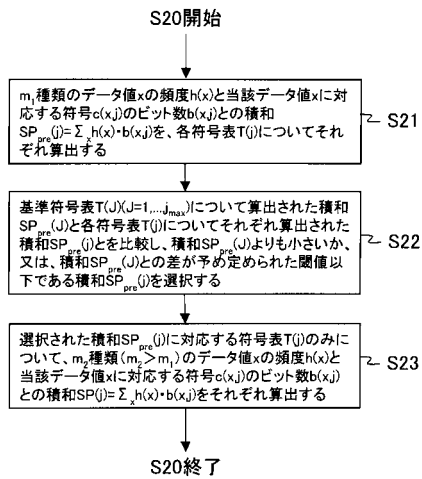 S20開始
m₁種類のデータ値xの頻度h(x)と当該データ値xに対
応する符号c(x,j)のビット数b(x,j)との積和
SPpre(j)=Σxh(x)・b(x,j)を、各符号表T(j)についてそれ
ぞれ算出する
S21
基準符号表T(J)(J=1,...jmax)について算出された積和
SPpre(J)と各符号表T(j)についてそれぞれ算出された
積和SPpre(j)とを比較し、積和SPpre(J)よりも小さいか、
又は、積和SPpre(J)との差が予め定められた閾値以
下である積和SPpre(j)を選択する
S22
選択された積和SPpre(j)に対応する符号表T(j)のみに
ついて、m₂種類(m₂>m₁)のデータ値xの頻度h(x)と
当該データ値xに対応する符号c(x,j)のビット数b(x,j)
との積和SP(j)=Σxh(x)・b(x,j)をそれぞれ算出する
S23
S20終了